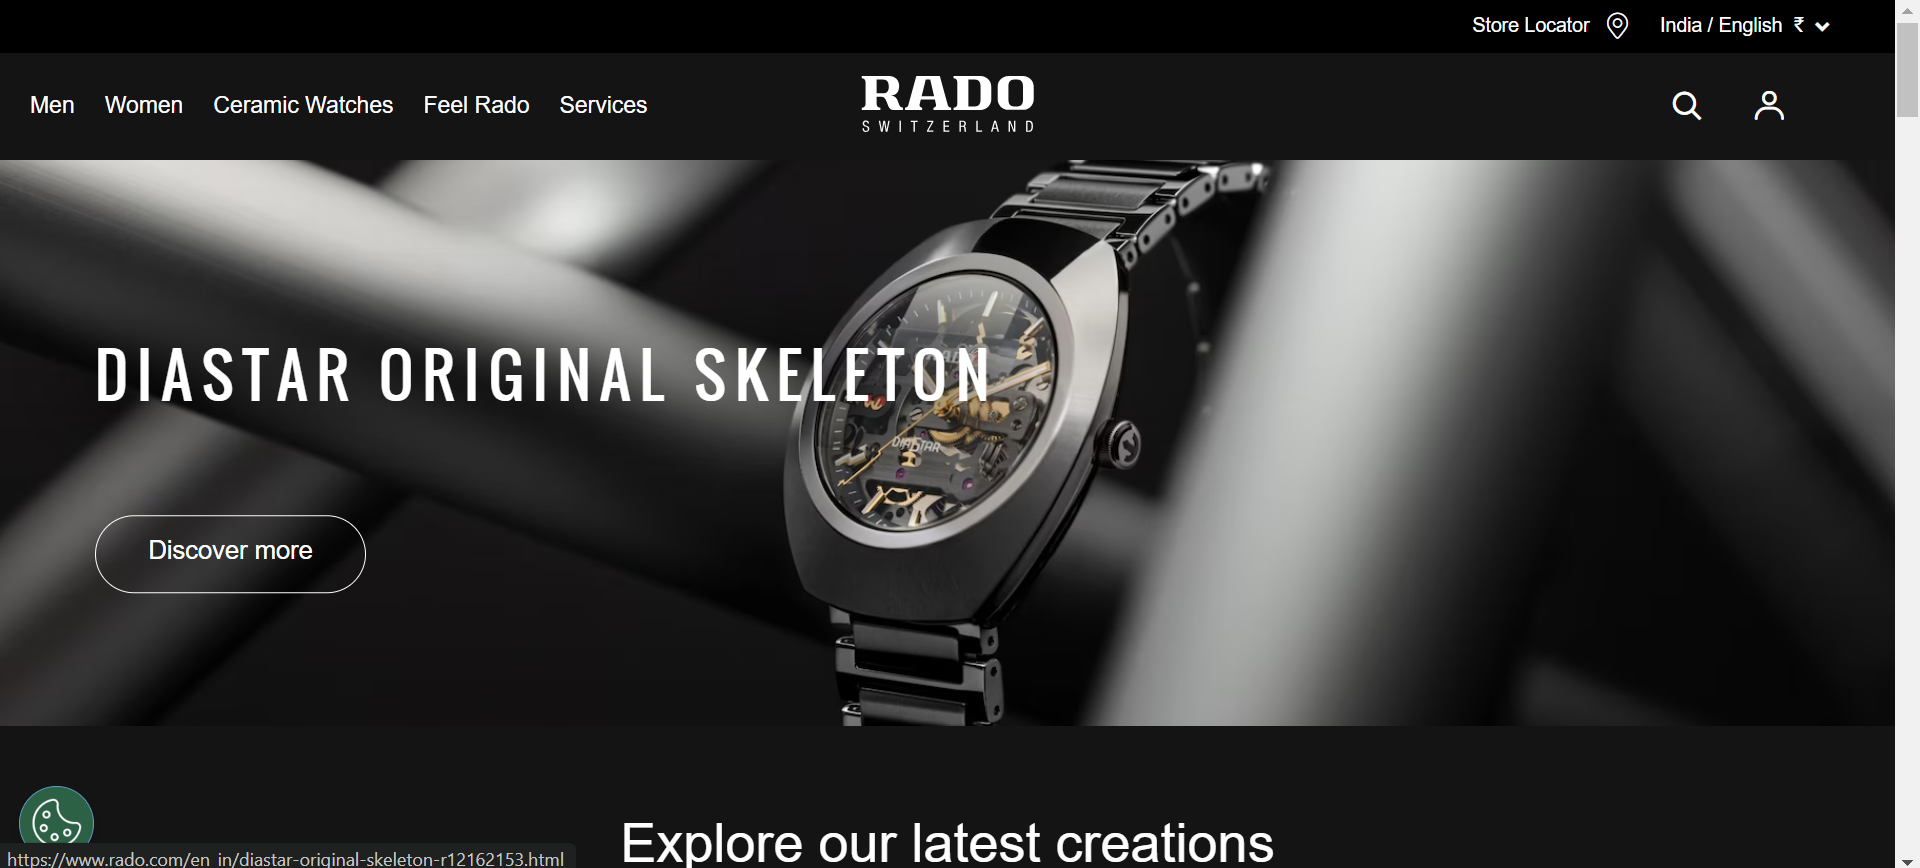 Store Locator India / English ₹
Men Women Ceramic Watches Feel Rado Services
RADO
SWITZERLAND
DIASTAR ORIGINAL SKELETON
DIASTAR
Discover more
Explore our latest creations
https://www.rado.com/en_in/diastar-original-skeleton-r12162153.html